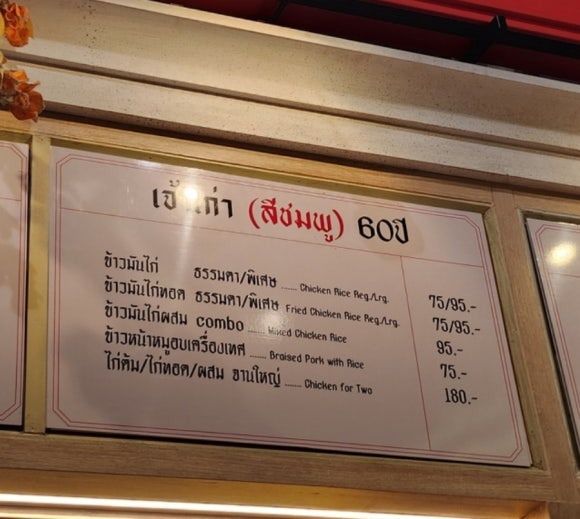 เจ้าเก่า (สีชมพู) 60ปี
ข้าวมันไก่ ธรรมดา/พิเศษ ...... Chicken Rice Reg./Lrg. 75/95.-
ข้าวมันไก่ทอด ธรรมดา/พิเศษ Fried Chicken Rice Reg./Lrg. 75/95.-
ข้าวมันไก่ผสม combo ...... Mixed Chicken Rice 95.-
ข้าวหน้าหมูอบเครื่องเทศ ...... Braised Pork with Rice 75.-
ไก่ต้ม/ไก่ทอด/ผสม จานใหญ่ ...... Chicken for Two 180.-